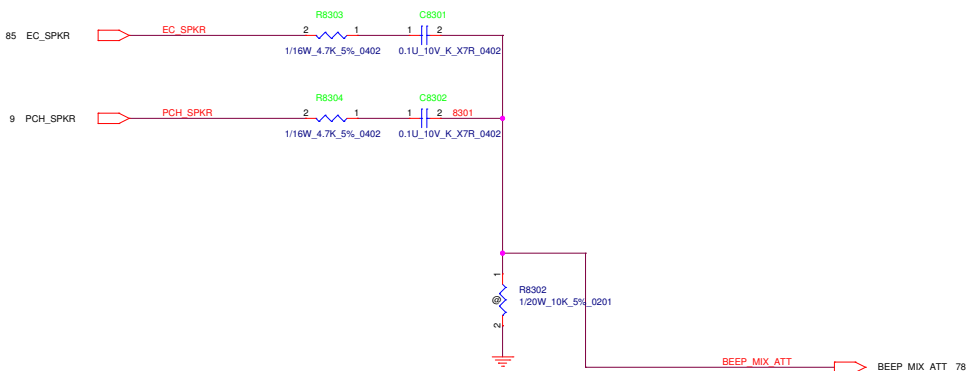 R8303 C8301
85 EC_SPKR EC_SPKR 2 1 1 2
1/16W_4.7K_5%_0402 0.1U_10V_K_X7R_0402
R8304 C8302
9 PCH_SPKR PCH_SPKR 2 1 1 2 8301
1/16W_4.7K_5%_0402 0.1U_10V_K_X7R_0402
1
R8302
@ 1/20W_10K_5%_0201
2
BEEP_MIX_ATT
BEEP_MIX_ATT 78